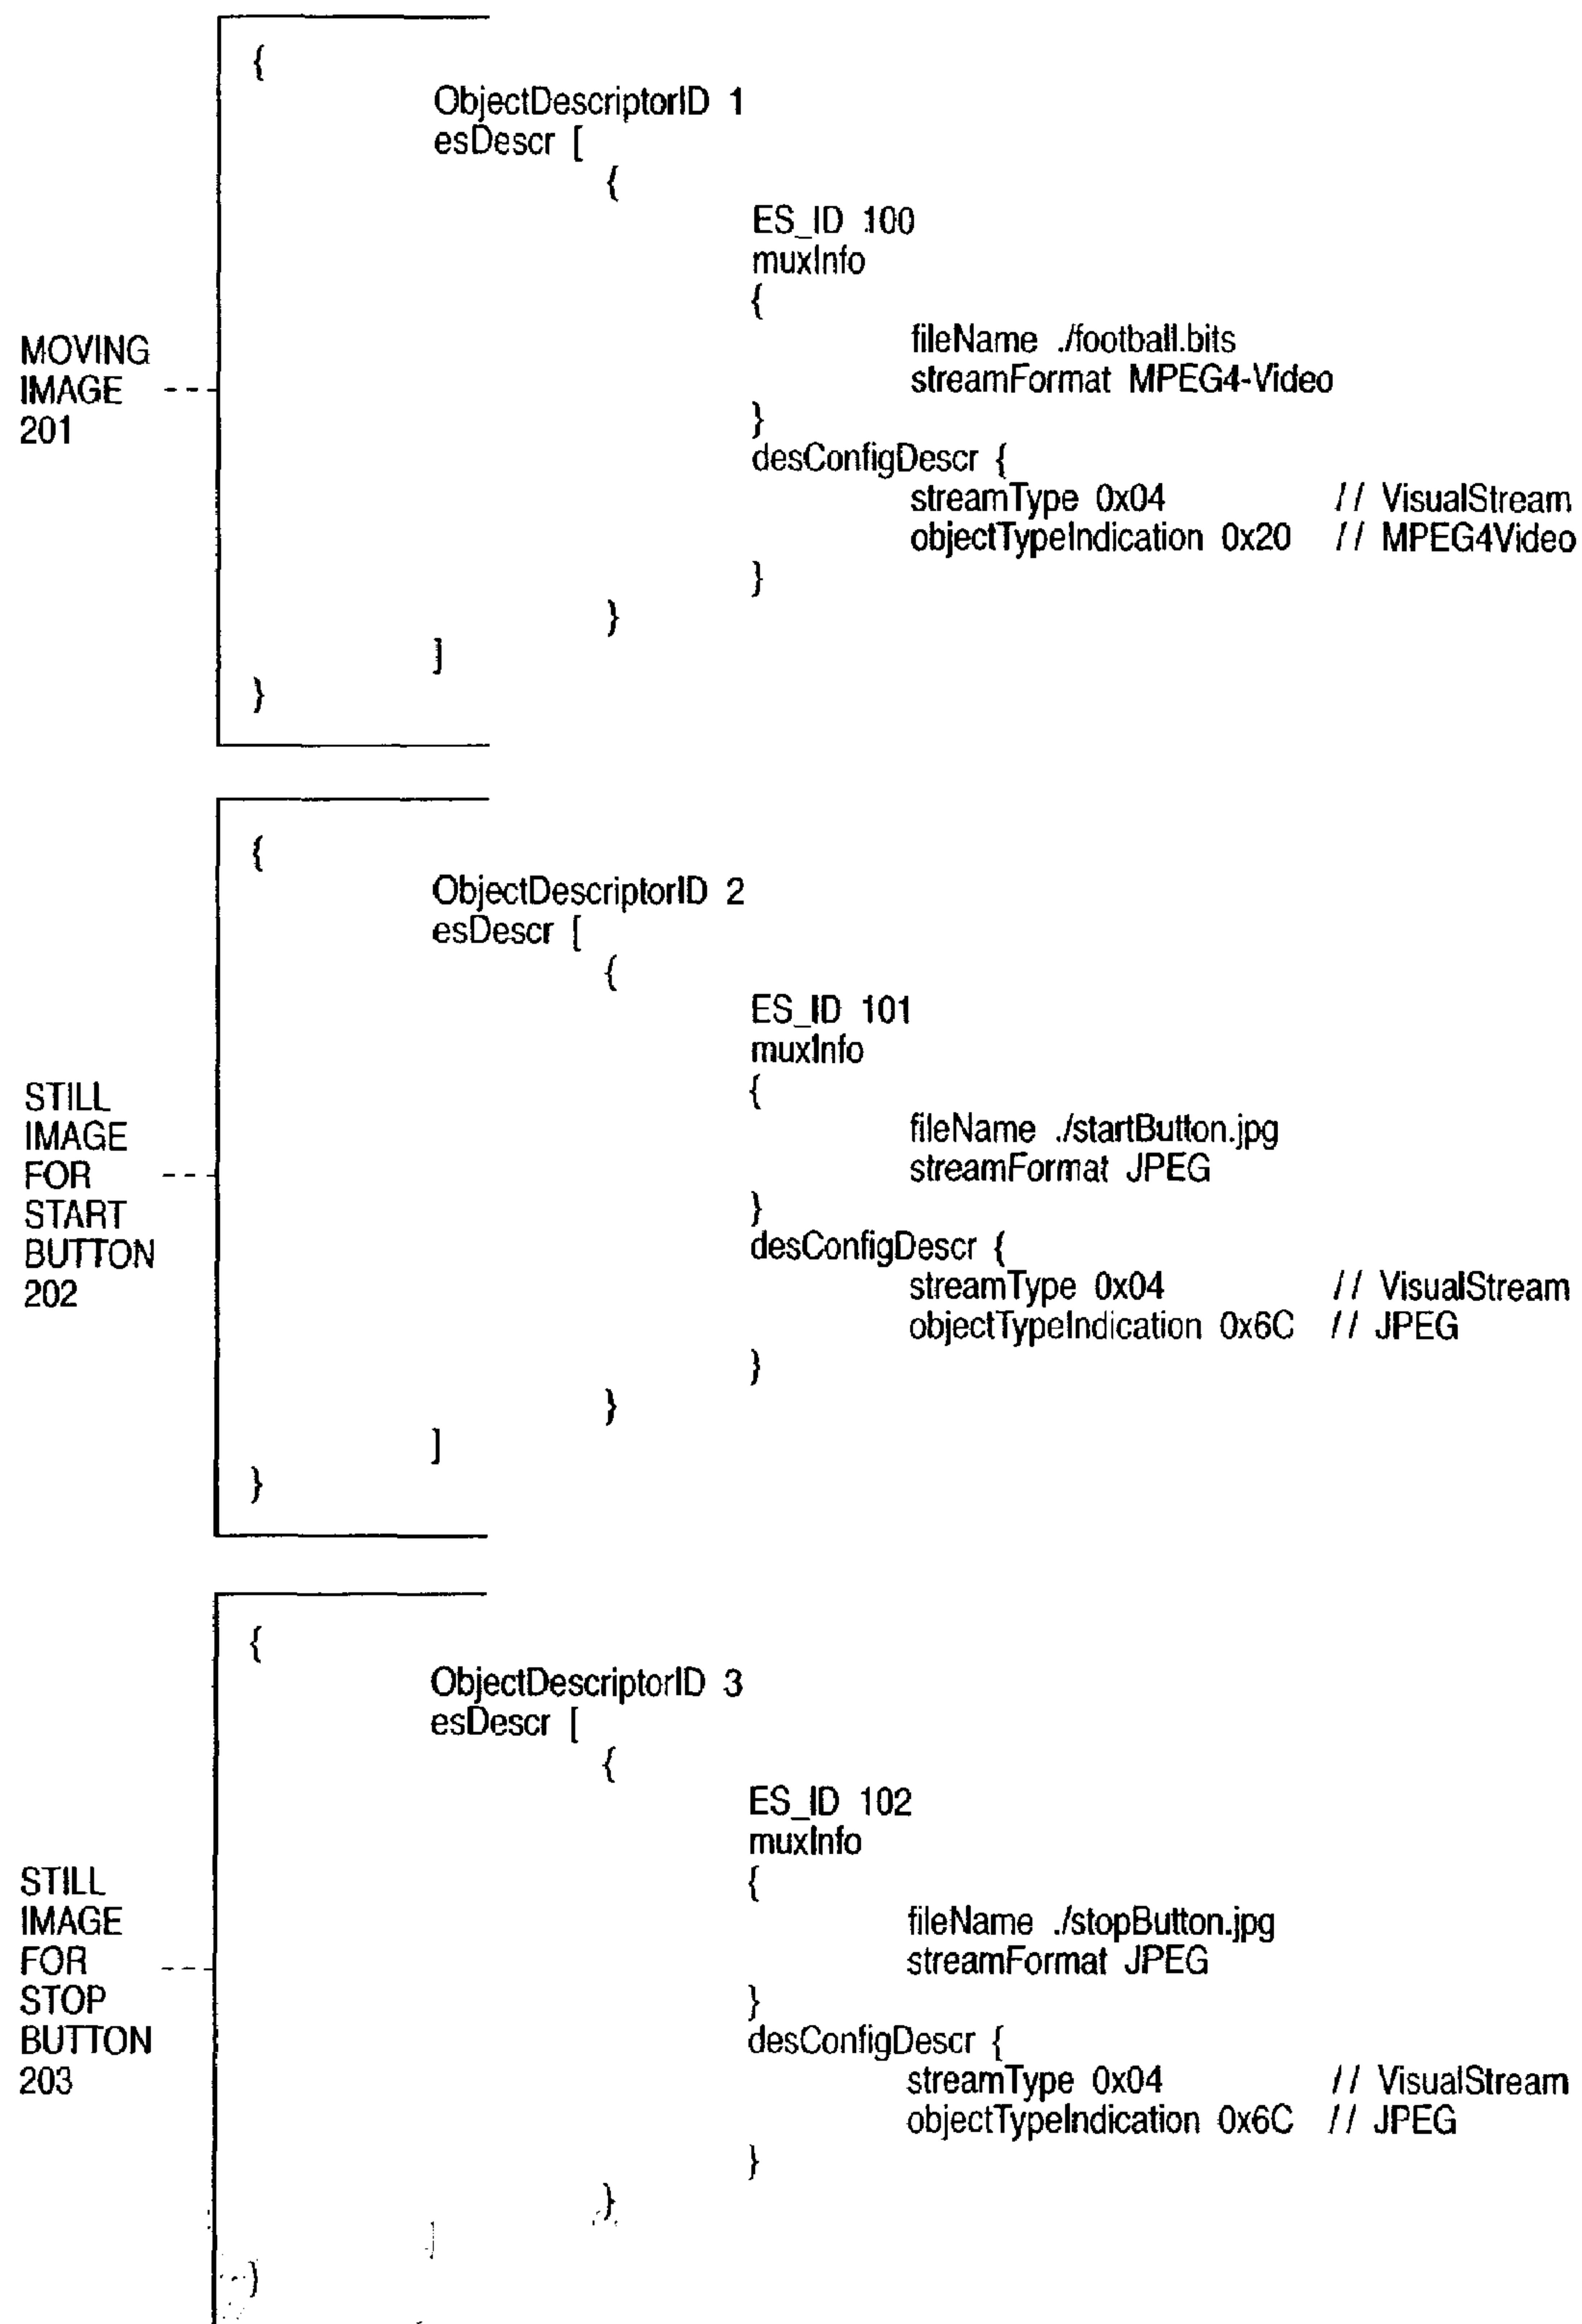 {
ObjectDescriptorID 1
esDescr [
{
ES_ID 100
muxInfo
{
fileName ./football.bits
streamFormat MPEG4-Video
}
desConfigDescr {
streamType 0x04 // VisualStream
objectTypeIndication 0x20 // MPEG4Video
}
}
]
}
MOVING
IMAGE
201
{
ObjectDescriptorID 2
esDescr [
{
ES_ID 101
muxInfo
{
fileName ./startButton.jpg
streamFormat JPEG
}
desConfigDescr {
streamType 0x04 // VisualStream
objectTypeIndication 0x6C // JPEG
}
}
]
}
STILL
IMAGE
FOR
START
BUTTON
202
{
ObjectDescriptorID 3
esDescr [
{
ES_ID 102
muxInfo
{
fileName ./stopButton.jpg
streamFormat JPEG
}
desConfigDescr {
streamType 0x04 // VisualStream
objectTypeIndication 0x6C // JPEG
}
}
]
}
STILL
IMAGE
FOR
STOP
BUTTON
203